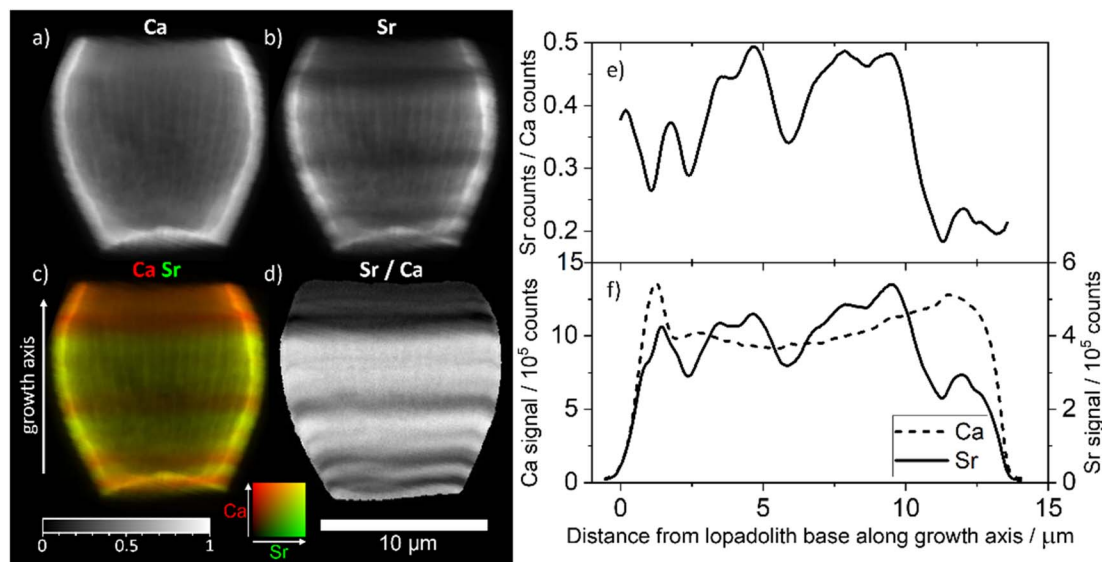 a) Ca
b) Sr
c) Ca Sr
d) Sr / Ca
growth axis
Ca
Sr
0 0.5 1
10 μm
e)
0.5
0.4
0.3
0.2
Sr counts / Ca counts
f)
15
10
5
0
Ca signal / 10⁵ counts
6
4
2
0
Sr signal / 10⁵ counts
Ca
Sr
0 5 10 15
Distance from lopadolith base along growth axis / μm